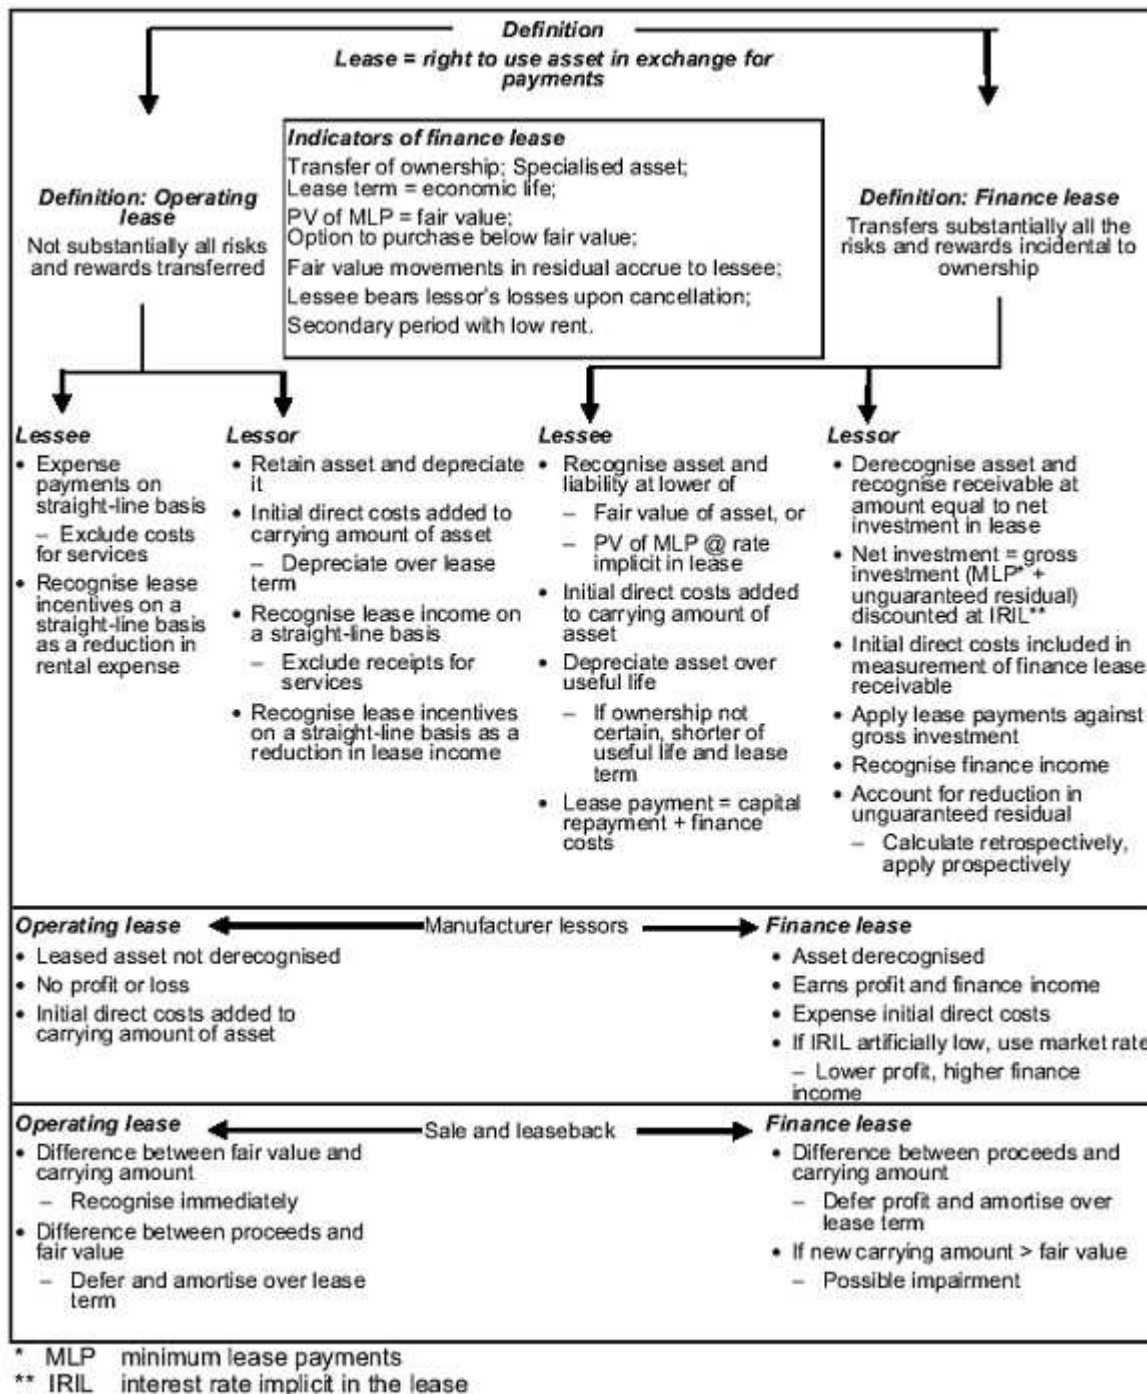 Definition
Lease = right to use asset in exchange for
payments
Indicators of finance lease
Transfer of ownership; Specialised asset;
Lease term = economic life;
PV of MLP = fair value;
Option to purchase below fair value;
Fair value movements in residual accrue to lessee;
Lessee bears lessor's losses upon cancellation;
Secondary period with low rent.
Definition: Operating
lease
Not substantially all risks
and rewards transferred
Definition: Finance lease
Transfers substantially all the
risks and rewards incidental to
ownership
Lessee
• Expense
payments on
straight-line basis
– Exclude costs
for services
• Recognise lease
incentives on a
straight-line basis
as a reduction in
rental expense
Lessor
• Retain asset and depreciate
it
• Initial direct costs added to
carrying amount of asset
– Depreciate over lease
term
• Recognise lease income on
a straight-line basis
– Exclude receipts for
services
• Recognise lease incentives
on a straight-line basis as a
reduction in lease income
Lessee
• Recognise asset and
liability at lower of
– Fair value of asset, or
– PV of MLP @ rate
implicit in lease
• Initial direct costs added
to carrying amount of
asset
• Depreciate asset over
useful life
– If ownership not
certain, shorter of
useful life and lease
term
• Lease payment = capital
repayment + finance
costs
Lessor
• Derecognise asset and
recognise receivable at
amount equal to net
investment in lease
• Net investment = gross
investment (MLP* +
unguaranteed residual)
discounted at IRIL**
• Initial direct costs included in
measurement of finance lease
receivable
• Apply lease payments against
gross investment
• Recognise finance income
• Account for reduction in
unguaranteed residual
– Calculate retrospectively,
apply prospectively
Operating lease
Manufacturer lessors
Finance lease
• Leased asset not derecognised
• No profit or loss
• Initial direct costs added to
carrying amount of asset
• Asset derecognised
• Earns profit and finance income
• Expense initial direct costs
• If IRIL artificially low, use market rate
– Lower profit, higher finance
income
Operating lease
Sale and leaseback
Finance lease
• Difference between fair value and
carrying amount
– Recognise immediately
• Difference between proceeds and
fair value
– Defer and amortise over lease
term
• Difference between proceeds and
carrying amount
– Defer profit and amortise over
lease term
• If new carrying amount > fair value
– Possible impairment
* MLP minimum lease payments
** IRIL interest rate implicit in the lease